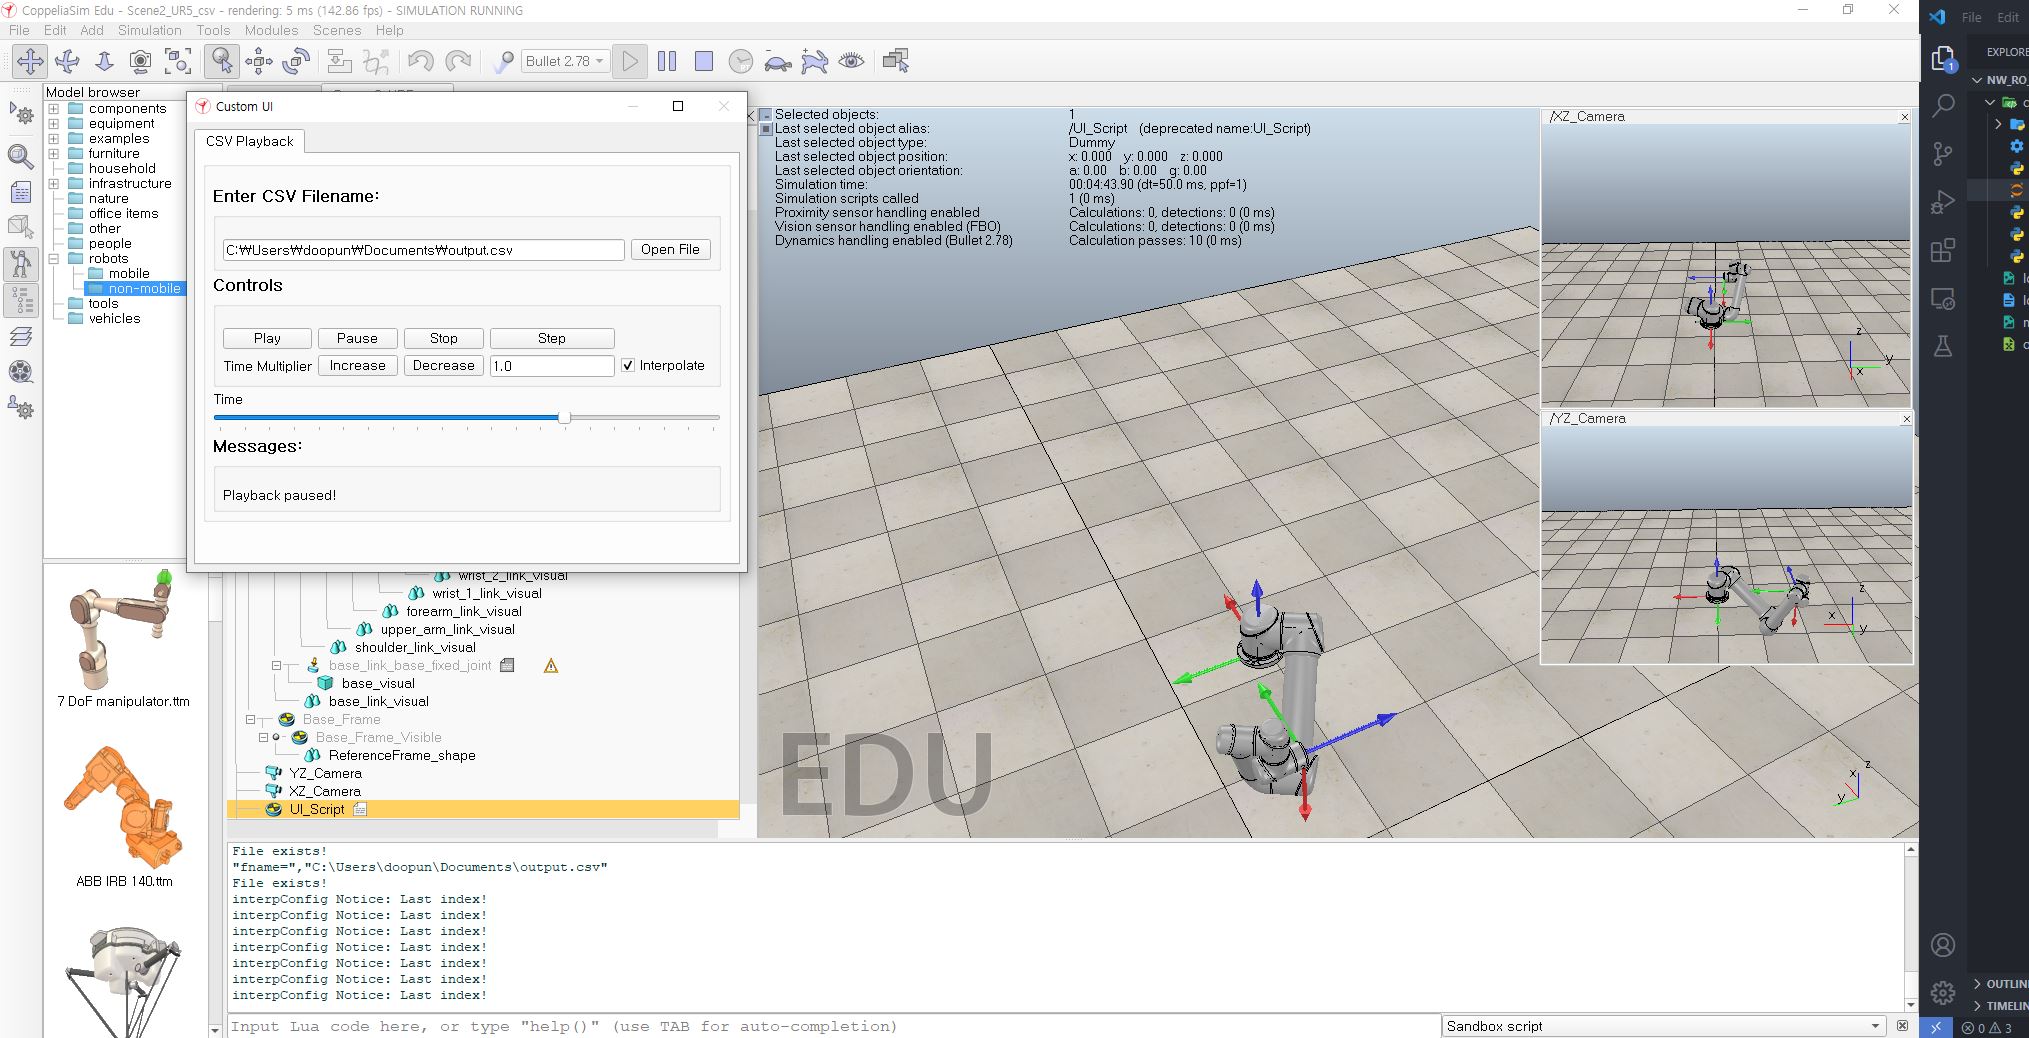 CoppeliaSim Edu - Scene2_UR5_csv - rendering: 5 ms (142.86 fps) - SIMULATION RUNNING
File Edit Add Simulation Tools Modules Scenes Help
Bullet 2.78
Model browser
components
equipment
examples
furniture
household
infrastructure
nature
office items
other
people
robots
mobile
non-mobile
tools
vehicles
7 DoF manipulator.ttm
ABB IRB 140.ttm
Custom UI
CSV Playback
Enter CSV Filename:
C:₩Users₩doopun₩Documents₩output.csv Open File
Controls
Play Pause Stop Step
Time Multiplier Increase Decrease 1.0 Interpolate
Time
Messages:
Playback paused!
wrist_2_link_visual
wrist_1_link_visual
forearm_link_visual
upper_arm_link_visual
shoulder_link_visual
base_link_base_fixed_joint
base_visual
base_link_visual
Base_Frame
Base_Frame_Visible
ReferenceFrame_shape
YZ_Camera
XZ_Camera
UI_Script
Selected objects: 1
Last selected object alias: /UI_Script (deprecated name:UI_Script)
Last selected object type: Dummy
Last selected object position: x: 0.000 y: 0.000 z: 0.000
Last selected object orientation: a: 0.00 b: 0.00 g: 0.00
Simulation time: 00:04:43.90 (dt=50.0 ms, ppf=1)
Simulation scripts called 1 (0 ms)
Proximity sensor handling enabled Calculations: 0, detections: 0 (0 ms)
Vision sensor handling enabled (FBO) Calculations: 0, detections: 0 (0 ms)
Dynamics handling enabled (Bullet 2.78) Calculation passes: 10 (0 ms)
/XZ_Camera
z
y
x
/YZ_Camera
z
x
y
EDU
z
x
y
File exists!
"fname=","C:\Users\doopun\Documents\output.csv"
File exists!
interpConfig Notice: Last index!
interpConfig Notice: Last index!
interpConfig Notice: Last index!
interpConfig Notice: Last index!
interpConfig Notice: Last index!
interpConfig Notice: Last index!
interpConfig Notice: Last index!
Input Lua code here, or type "help()" (use TAB for auto-completion)
Sandbox script
File Edit
1
EXPLORE
NW_RO_
OUTLIN
TIMELIN
0 3